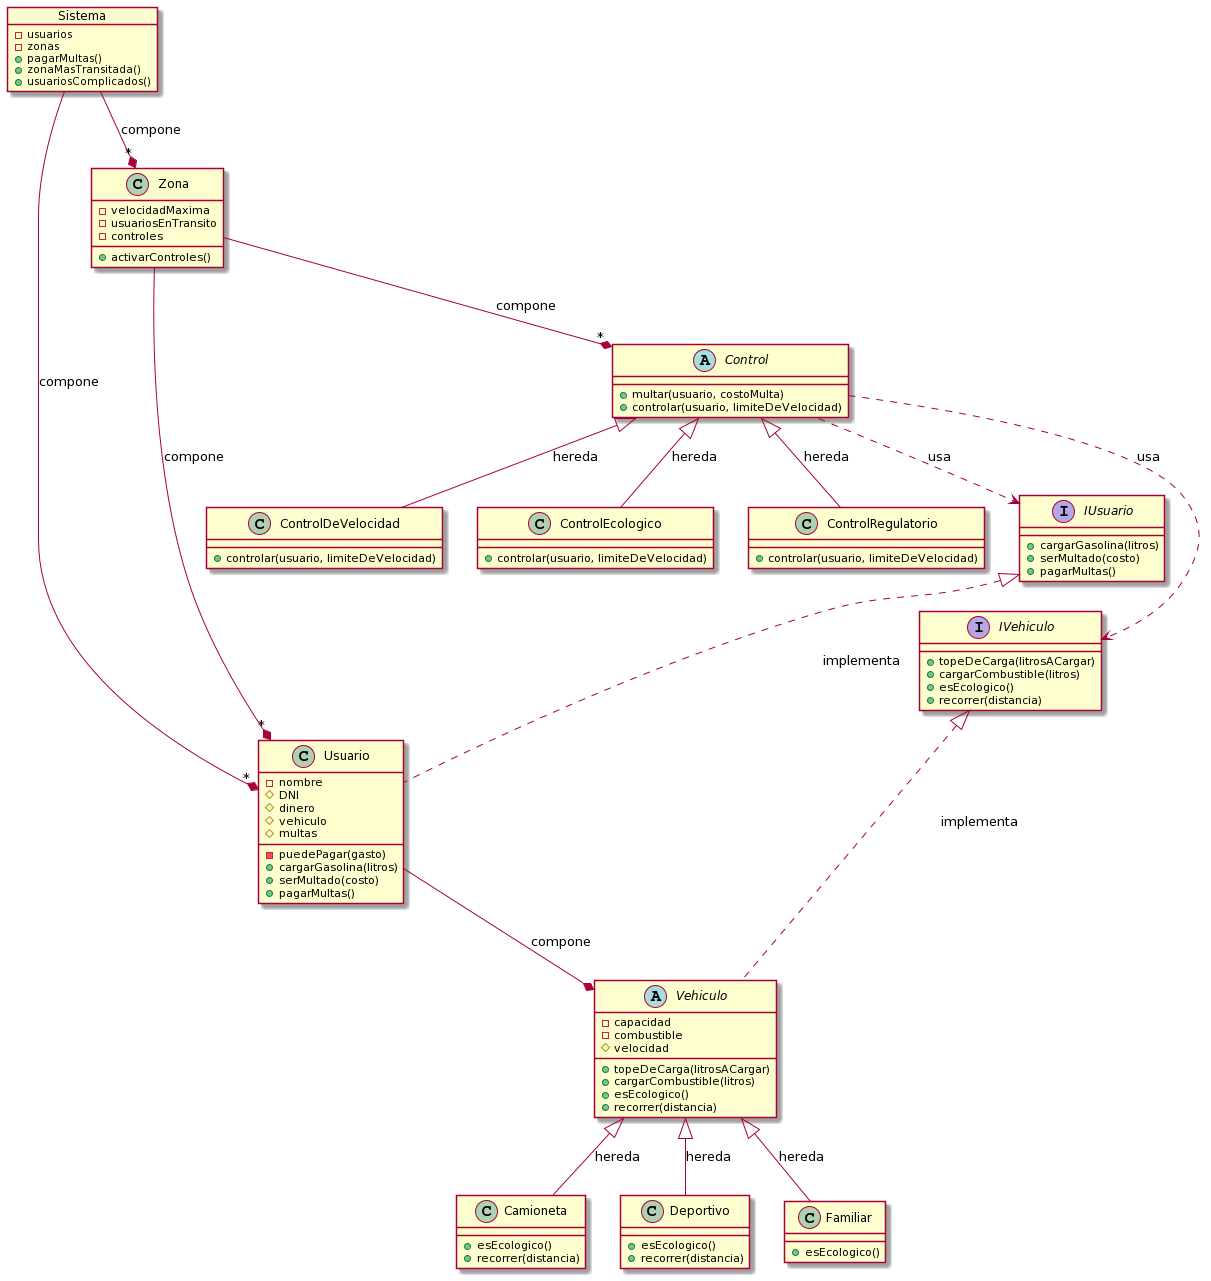 Sistema
usuarios
zonas
pagarMultas()
zonaMasTransitada()
usuariosComplicados()
compone
*
C Zona
velocidadMaxima
usuariosEnTransito
controles
activarControles()
compone
*
A Control
multar(usuario, costoMulta)
controlar(usuario, limiteDeVelocidad)
compone
compone
hereda
hereda
hereda
usa
usa
C ControlDeVelocidad
controlar(usuario, limiteDeVelocidad)
C ControlEcologico
controlar(usuario, limiteDeVelocidad)
C ControlRegulatorio
controlar(usuario, limiteDeVelocidad)
I IUsuario
cargarGasolina(litros)
serMultado(costo)
pagarMultas()
I IVehiculo
topeDeCarga(litrosACargar)
cargarCombustible(litros)
esEcologico()
recorrer(distancia)
implementa
*
*
C Usuario
nombre
DNI
dinero
vehiculo
multas
puedePagar(gasto)
cargarGasolina(litros)
serMultado(costo)
pagarMultas()
implementa
compone
A Vehiculo
capacidad
combustible
velocidad
topeDeCarga(litrosACargar)
cargarCombustible(litros)
esEcologico()
recorrer(distancia)
hereda
hereda
hereda
C Camioneta
esEcologico()
recorrer(distancia)
C Deportivo
esEcologico()
recorrer(distancia)
C Familiar
esEcologico()